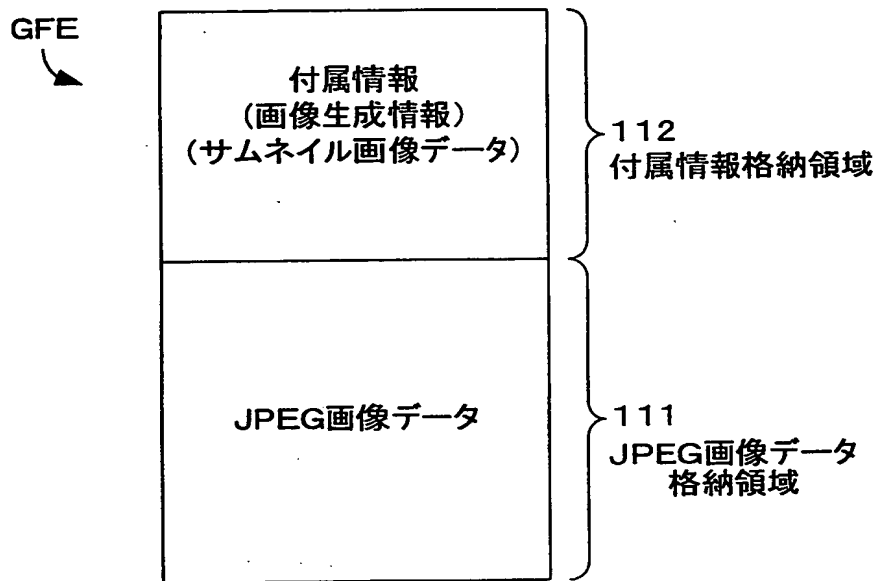 GFE
付属情報
(画像生成情報)
(サムネイル画像データ)
112
付属情報格納領域
JPEG画像データ
111
JPEG画像データ
格納領域